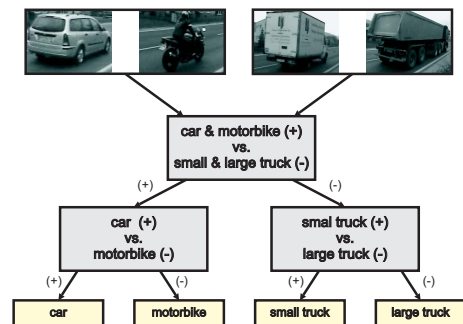 car & motorbike (+)
vs.
small & large truck (-)
(+)
(-)
car (+)
vs.
motorbike (-)
smal truck (+)
vs.
large truck (-)
(+)
(-)
(+)
(-)
car
motorbike
small truck
large truck